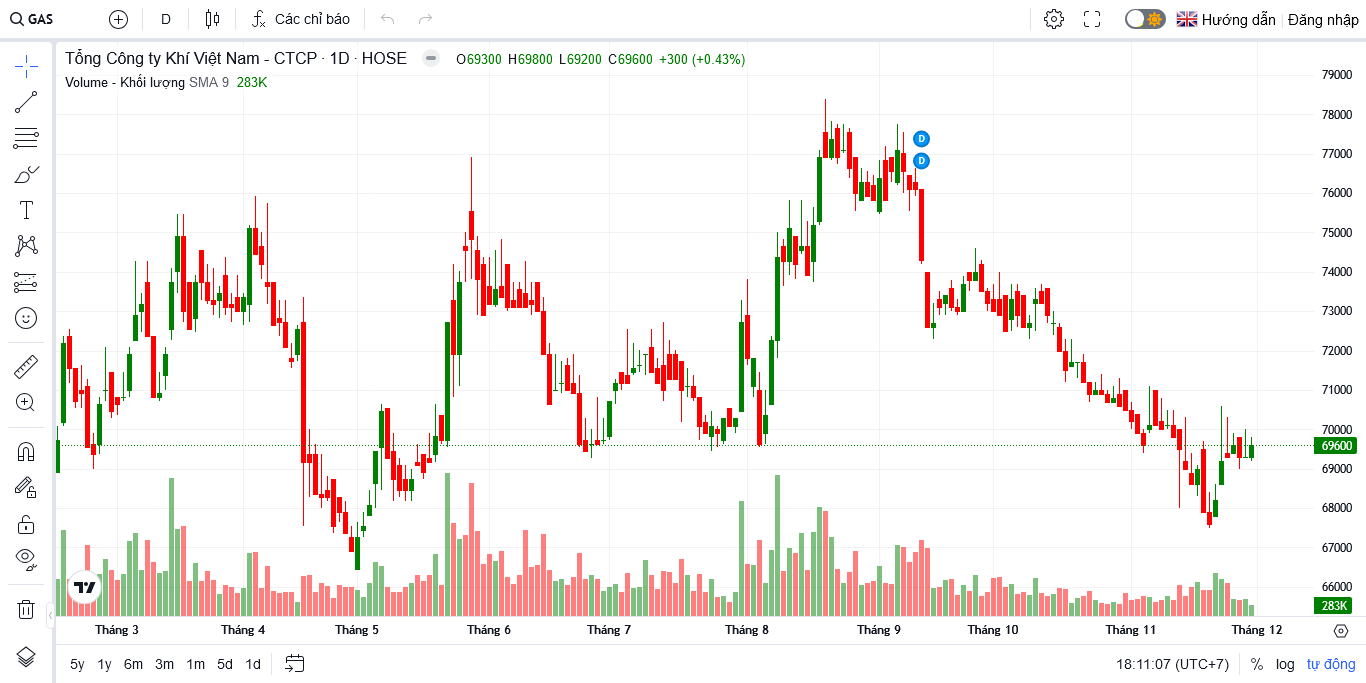 GAS D Các chỉ báo Hướng dẫn Đăng nhập
Tổng Công ty Khí Việt Nam - CTCP · 1D · HOSE O69300 H69800 L69200 C69600 +300 (+0.43%)
Volume - Khối lượng SMA 9 283K
79000
78000
D
77000
D
76000
75000
74000
73000
72000
71000
70000
69600
69000
68000
67000
66000
283K
Tháng 3 Tháng 4 Tháng 5 Tháng 6 Tháng 7 Tháng 8 Tháng 9 Tháng 10 Tháng 11 Tháng 12
5y 1y 6m 3m 1m 5d 1d 18:11:07 (UTC+7) % log tự động